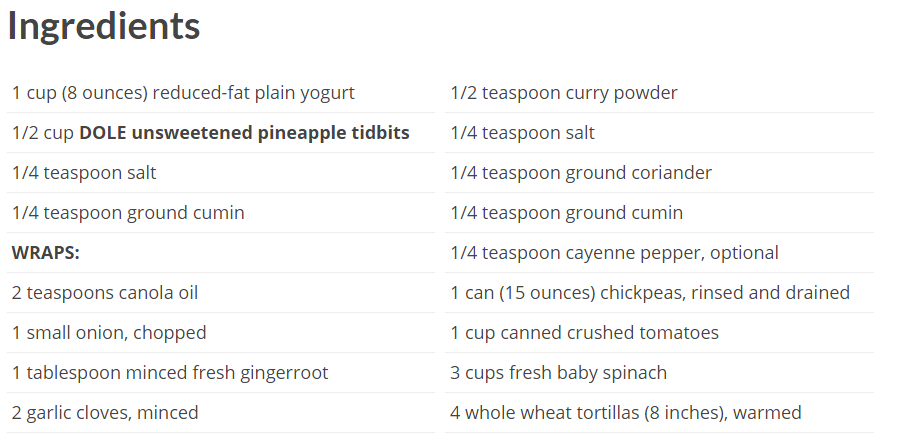 Ingredients
1 cup (8 ounces) reduced-fat plain yogurt
1/2 cup DOLE unsweetened pineapple tidbits
1/4 teaspoon salt
1/4 teaspoon ground cumin
WRAPS:
2 teaspoons canola oil
1 small onion, chopped
1 tablespoon minced fresh gingerroot
2 garlic cloves, minced
1/2 teaspoon curry powder
1/4 teaspoon salt
1/4 teaspoon ground coriander
1/4 teaspoon ground cumin
1/4 teaspoon cayenne pepper, optional
1 can (15 ounces) chickpeas, rinsed and drained
1 cup canned crushed tomatoes
3 cups fresh baby spinach
4 whole wheat tortillas (8 inches), warmed